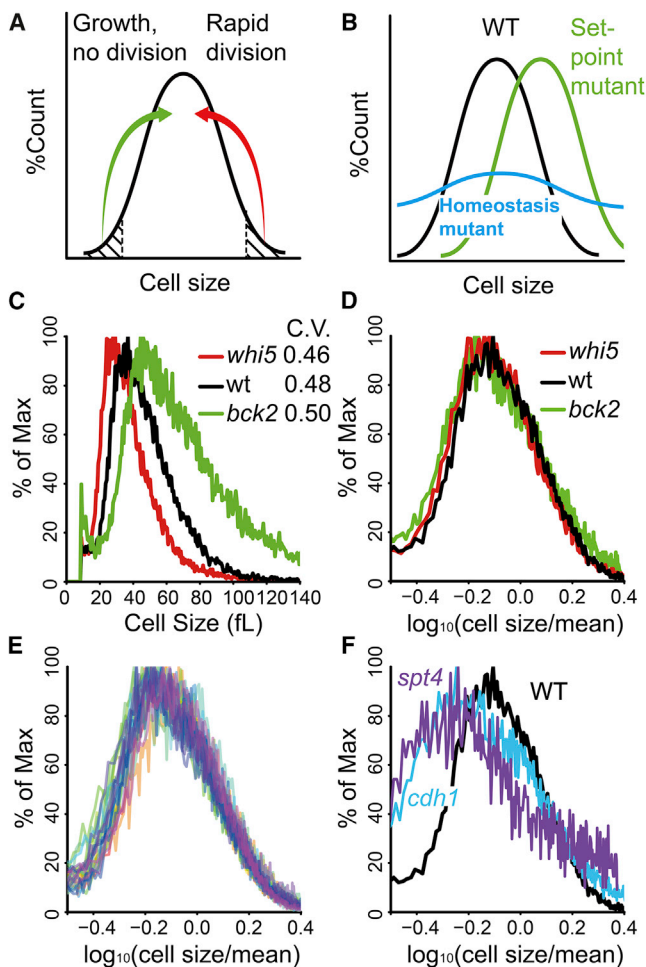 A
Growth, no division
Rapid division
%Count
Cell size
B
WT
Set-point mutant
Homeostasis mutant
%Count
Cell size
C
C.V.
whi5 0.46
wt 0.48
bck2 0.50
% of Max
0 20 40 60 80 100
0 20 40 60 80 100 120 140
Cell Size (fL)
D
whi5
wt
bck2
% of Max
0 20 40 60 80 100
−0.4 −0.2 0.0 0.2 0.4
log10(cell size/mean)
E
% of Max
0 20 40 60 80 100
−0.4 −0.2 0.0 0.2 0.4
log10(cell size/mean)
F
spt4
WT
cdh1
% of Max
0 20 40 60 80 100
−0.4 −0.2 0.0 0.2 0.4
log10(cell size/mean)